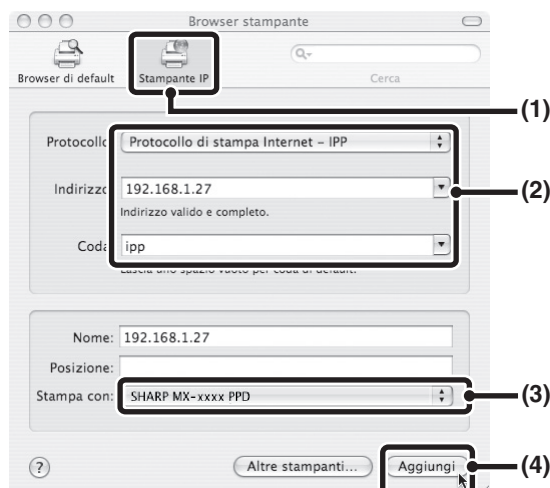 Browser stampante
Browser di default
Stampante IP
Cerca
(1)
Protocollo
Protocollo di stampa Internet – IPP
Indirizzo
192.168.1.27
(2)
Indirizzo valido e completo.
Coda
ipp
Lascia uno spazio vuoto per coda di default.
Nome: 192.168.1.27
Posizione:
Stampa con: SHARP MX-xxxx PPD
(3)
?
Altre stampanti...
Aggiungi
(4)